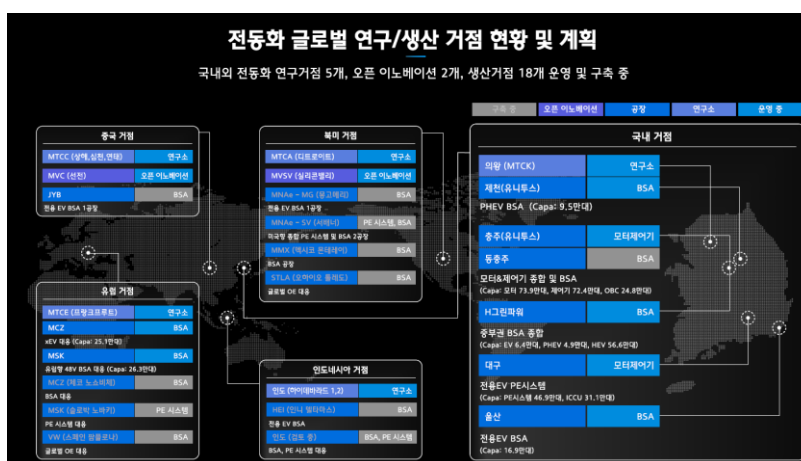 전동화 글로벌 연구/생산 거점 현황 및 계획
국내외 전동화 연구거점 5개, 오픈 이노베이션 2개, 생산거점 18개 운영 및 구축 중
구축 중 오픈 이노베이션 공장 연구소 운영 중
중국 거점
MTCC (상해,심천,연태) 연구소
MVC (선전) 오픈 이노베이션
JYB BSA
전용 EV BSA 1공장
유럽 거점
MTCE (프랑크푸르트) 연구소
MCZ BSA
xEV 대응 (Capa: 25.1만대)
MSK BSA
유럽향 48V BSA 대응 (Capa: 26.3만대)
MCZ (체코 노쇼비체) BSA
BSA 대응
MSK (슬로박 노바키) PE 시스템
PE 시스템 대응
VW (스페인 팜플로나) BSA
글로벌 OE 대응
북미 거점
MTCA (디트로이트) 연구소
MVSV (실리콘밸리) 오픈 이노베이션
MNAe - MG (몽고메리) BSA
전용 EV BSA 1공장
MNAe - SV (서배너) PE 시스템, BSA
미국향 종합 PE 시스템 및 BSA 2공장
MMX (멕시코 몬테레이) BSA
BSA 공장
STLA (오하이오 톨레도) BSA
글로벌 OE 대응
인도네시아 거점
인도 (하이데바라드 1,2) 연구소
HEI (인니 빌타마스) BSA
전용 EV BSA
인도 (검토 중) BSA, PE 시스템
BSA, PE 시스템 대응
국내 거점
의왕 (MTCK) 연구소
제천(유니투스) BSA
PHEV BSA (Capa: 9.5만대)
충주(유니투스) 모터제어기
동충주 BSA
모터&제어기 종합 및 BSA
(Capa: 모터 73.9만대, 제어기 72.4만대, OBC 24.8만대)
H그린파워 BSA
중부권 BSA 종합
(Capa: EV 6.4만대, PHEV 4.9만대, HEV 56.6만대)
대구 모터제어기
전용EV PE시스템
(Capa: PE시스템 46.9만대, ICCU 31.1만대)
울산 BSA
전용EV BSA
(Capa: 16.9만대)